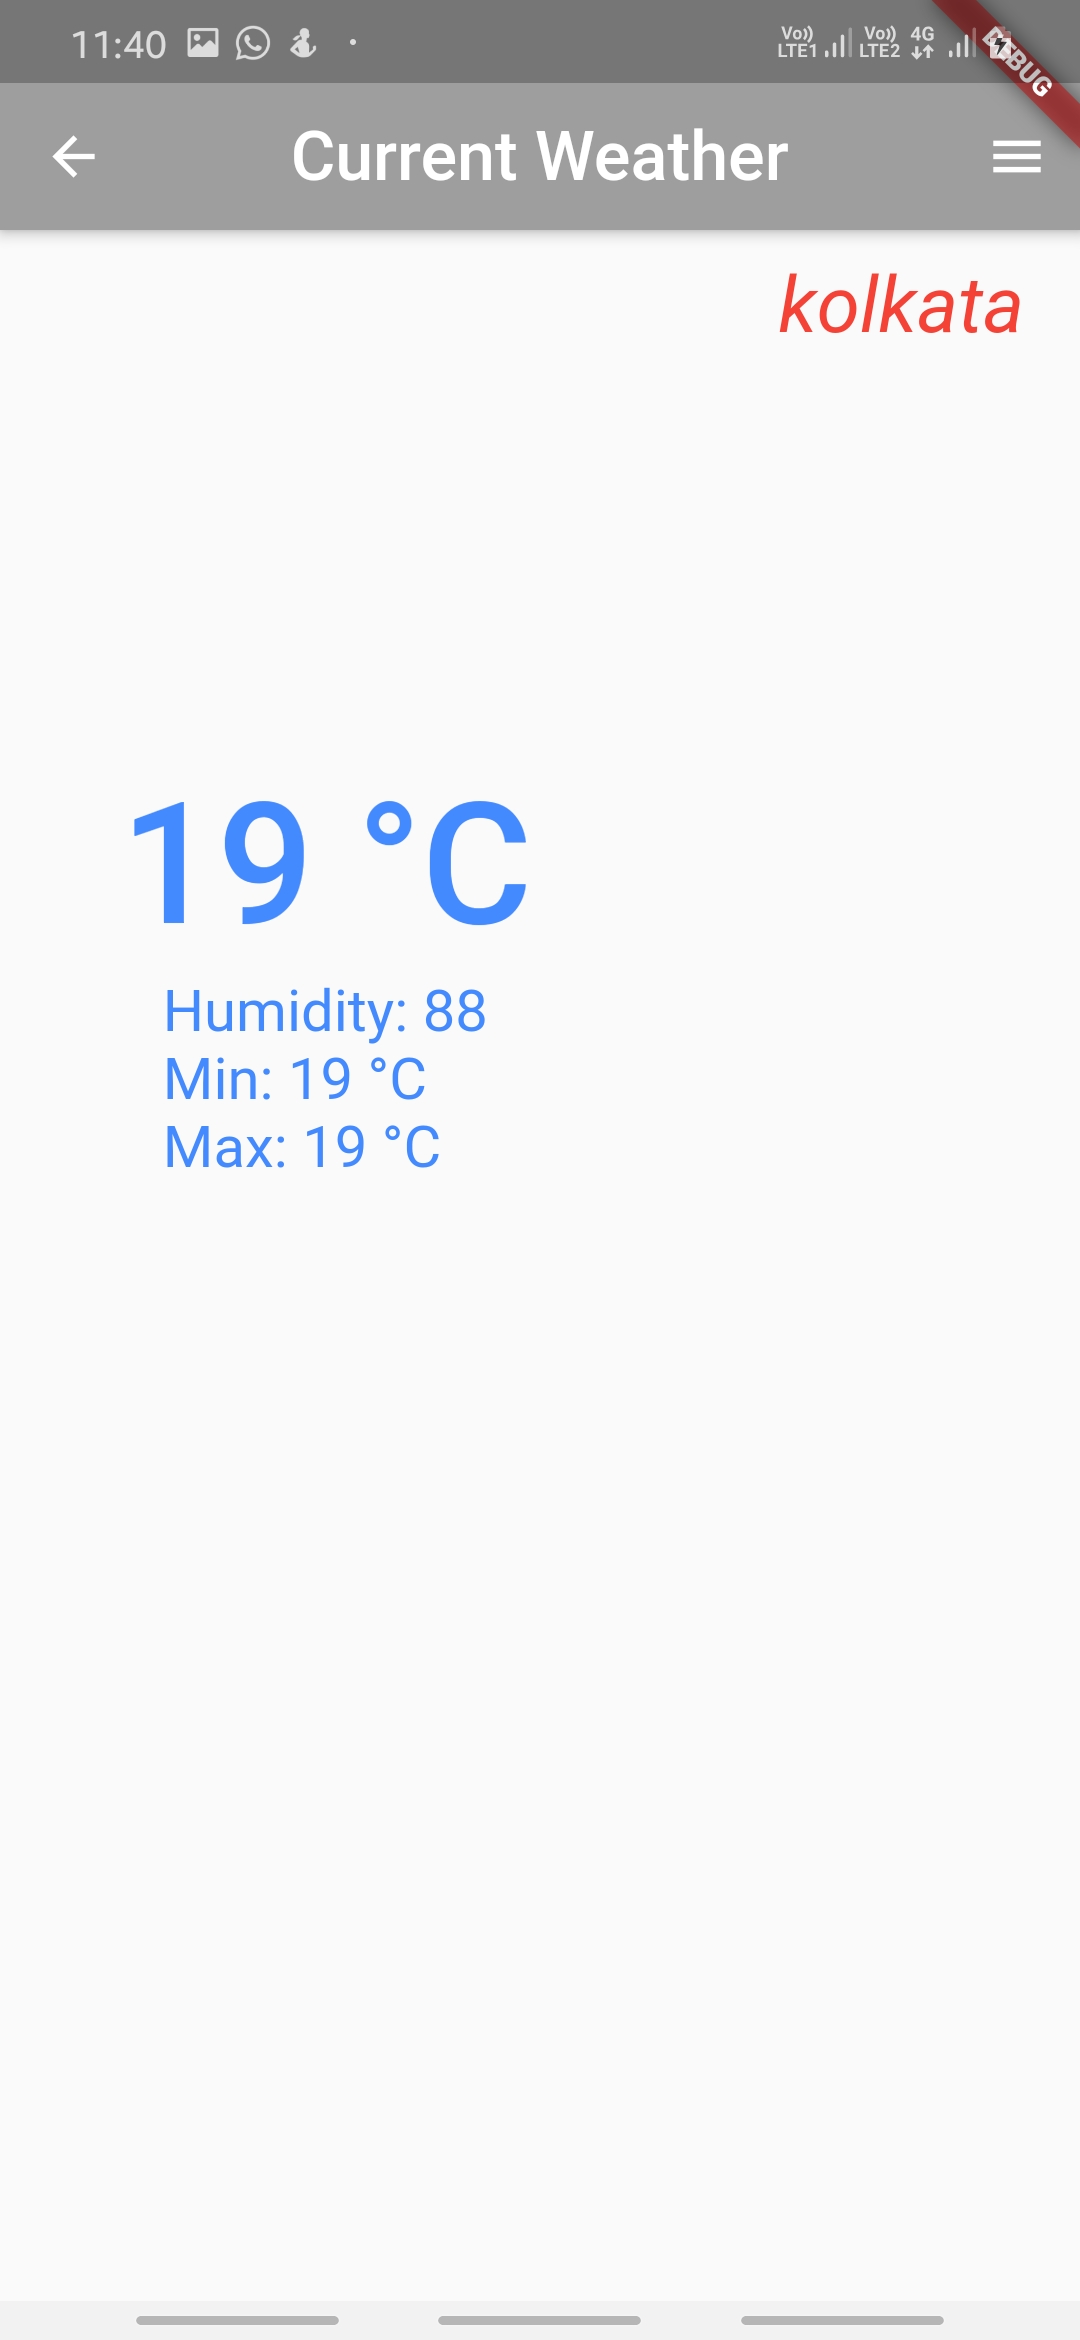 11:40
Vo)) LTE1 Vo)) LTE2 4G
DEBUG
Current Weather
kolkata
19 °C
Humidity: 88
Min: 19 °C
Max: 19 °C